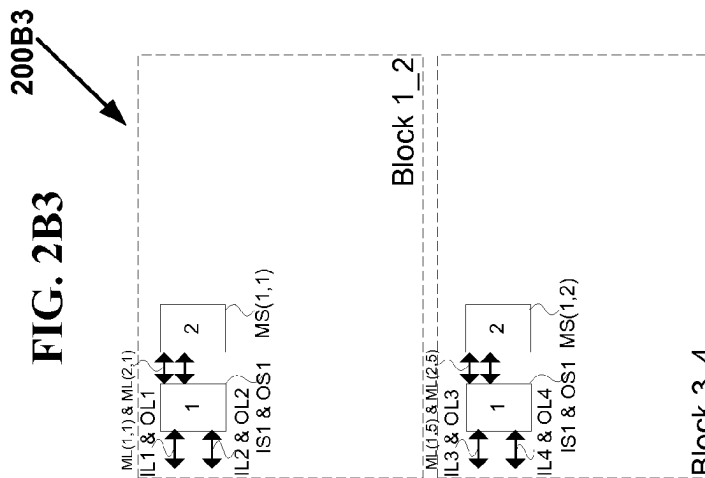 200B3
FIG. 2B3
Block 1_2
ML(1,1) & ML(2,1)
IL1 & OL1
1
2
MS(1,1)
IL2 & OL2
IS1 & OS1
ML(1,5) & ML(2,5)
IL3 & OL3
1
2
MS(1,2)
IL4 & OL4
IS1 & OS1
Block 3_4